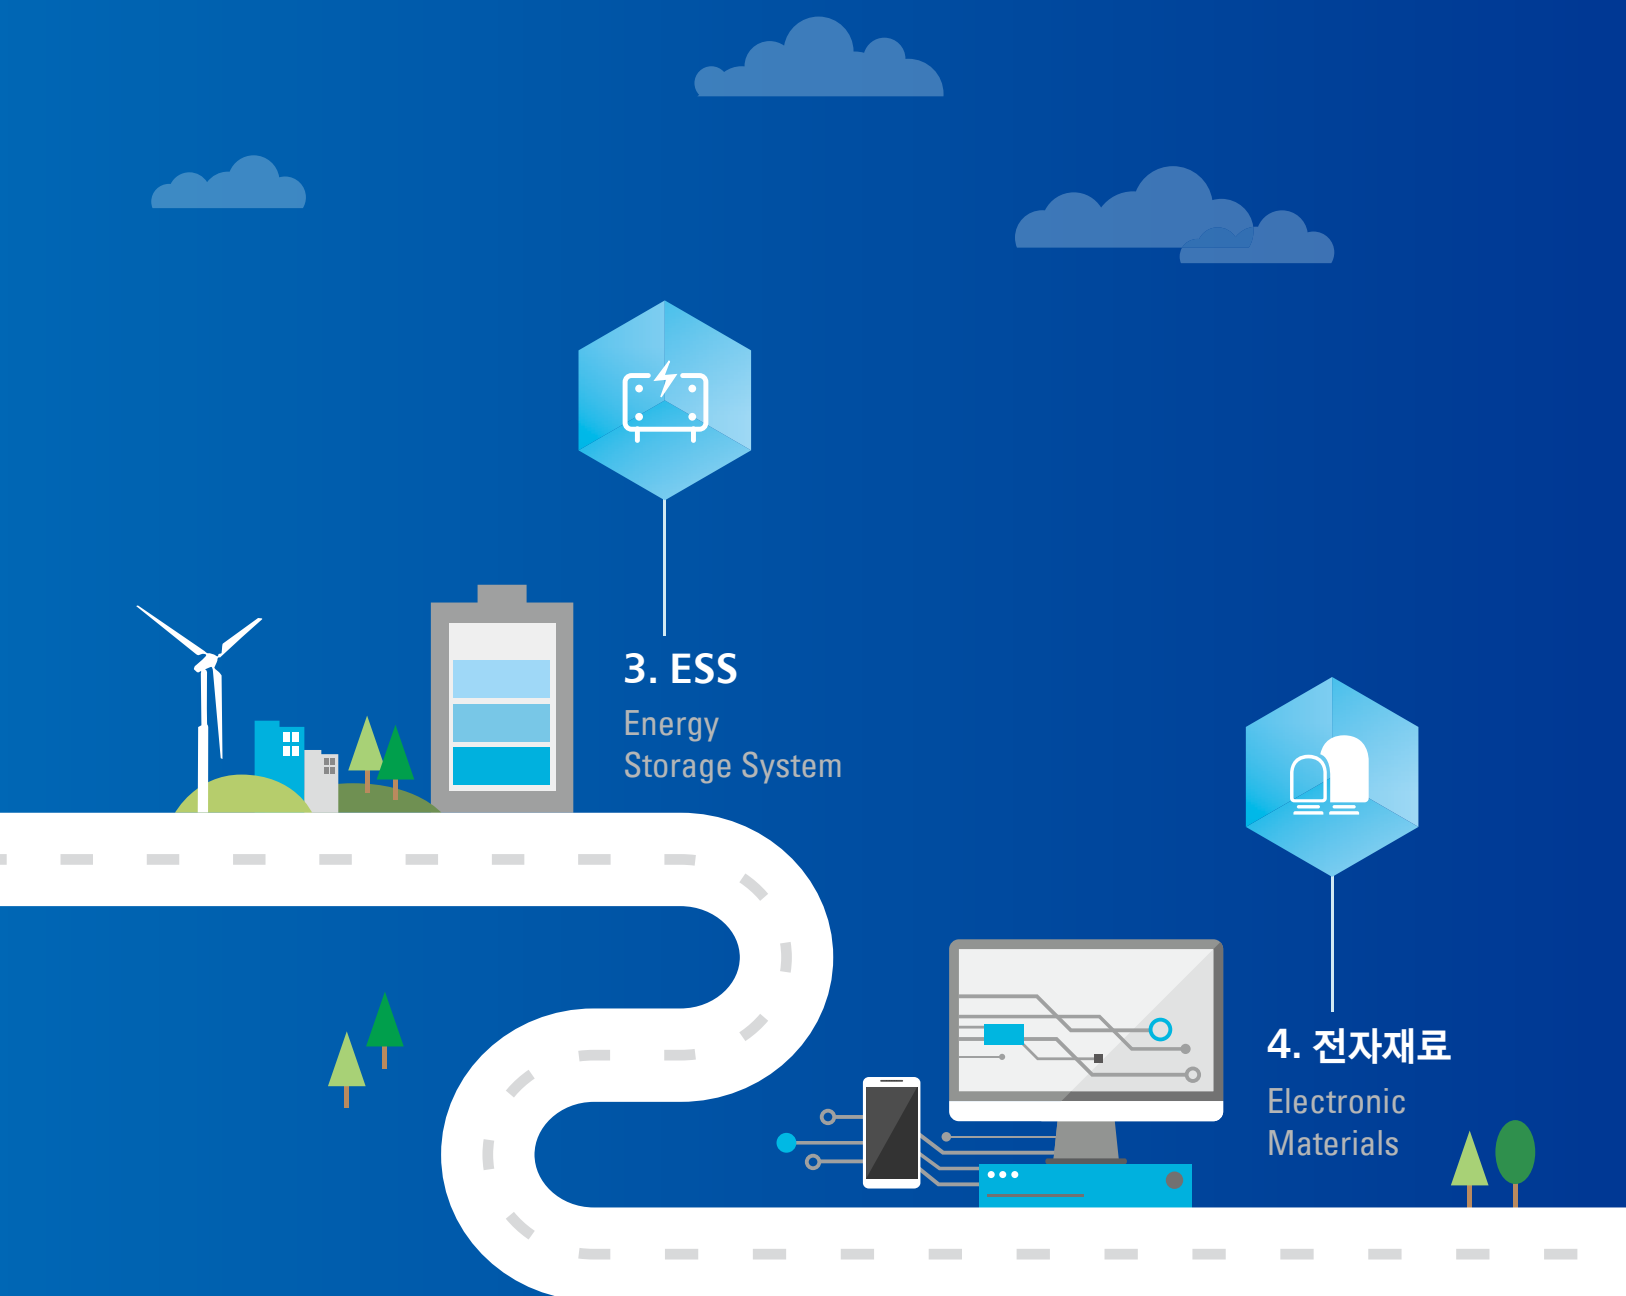 3. ESS
Energy
Storage System
4. 전자재료
Electronic
Materials